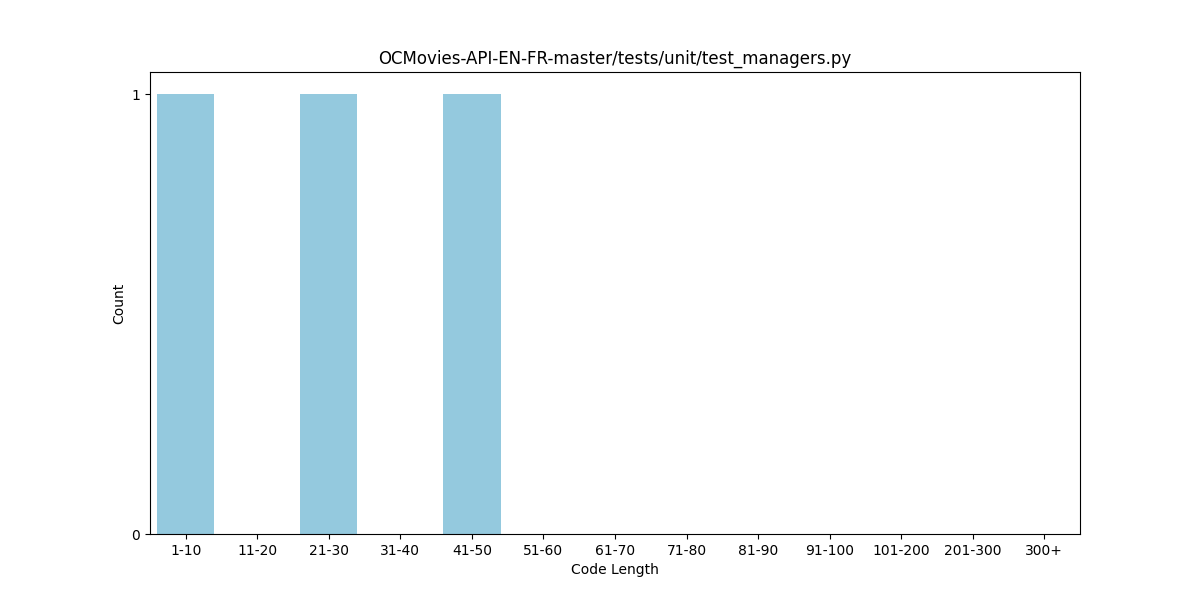 OCMovies-API-EN-FR-master/tests/unit/test_managers.py
1
0
Count
1-10 11-20 21-30 31-40 41-50 51-60 61-70 71-80 81-90 91-100 101-200 201-300 300+
Code Length